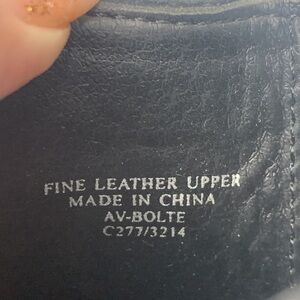 FINE LEATHER UPPER
MADE IN CHINA
AV-BOLTE
C277/3214